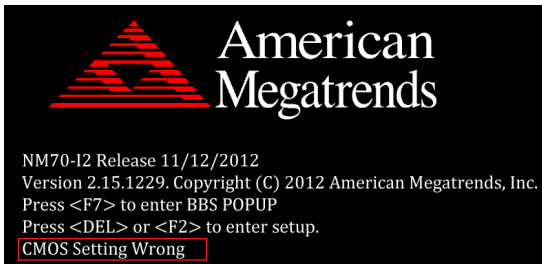 American
Megatrends
NM70-I2 Release 11/12/2012
Version 2.15.1229. Copyright (C) 2012 American Megatrends, Inc.
Press <F7> to enter BBS POPUP
Press <DEL> or <F2> to enter setup.
CMOS Setting Wrong